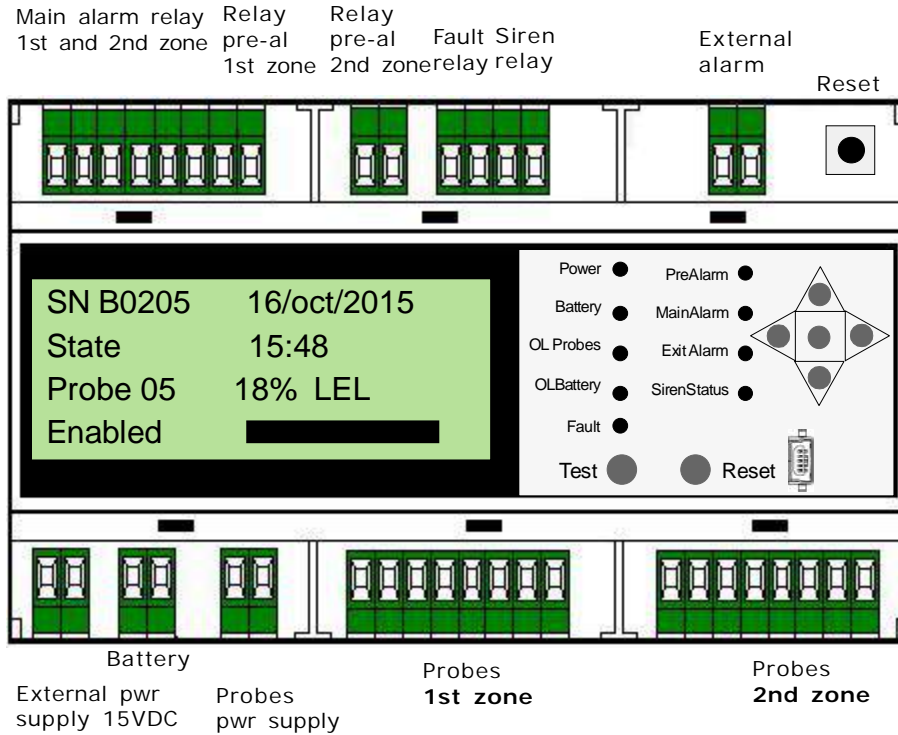 Main alarm relay
1st and 2nd zone
Relay
pre-al
1st zone
Relay
pre-al
2nd zone
Fault
relay
Siren
relay
External
alarm
Reset
SN B0205 16/oct/2015
State 15:48
Probe 05 18% LEL
Enabled
Power
Battery
OL Probes
OLBattery
Fault
PreAlarm
MainAlarm
Exit Alarm
SirenStatus
Test
Reset
External pwr
supply 15VDC
Battery
Probes
pwr supply
Probes
1st zone
Probes
2nd zone